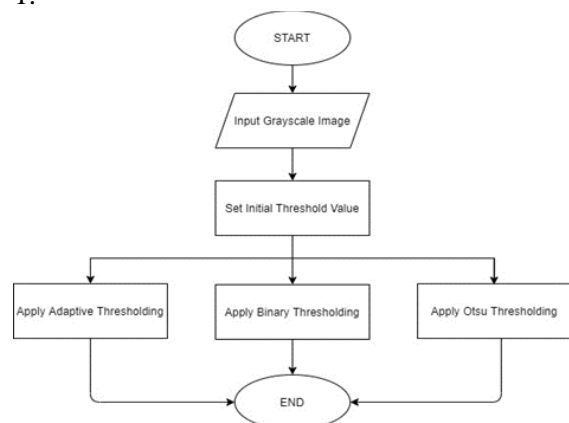 1.
START
Input Grayscale Image
Set Initial Threshold Value
Apply Adaptive Thresholding
Apply Binary Thresholding
Apply Otsu Thresholding
END